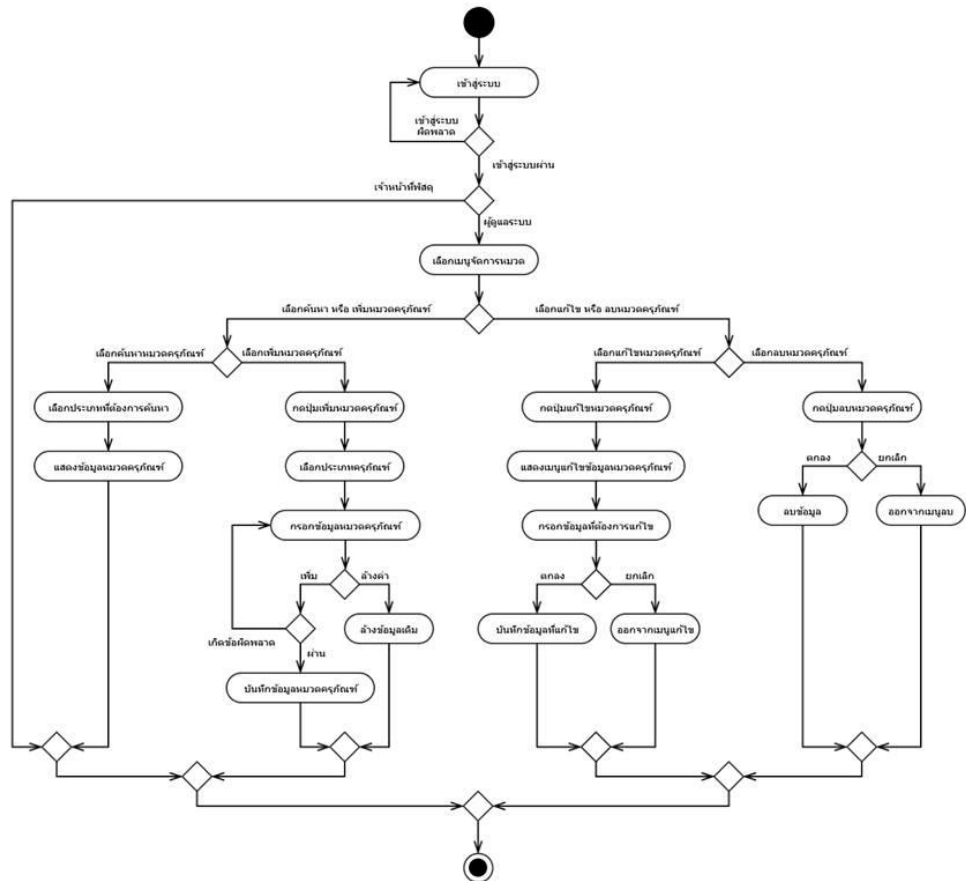 เข้าสู่ระบบ
เข้าสู่ระบบ
ผิดพลาด
เข้าสู่ระบบผ่าน
เจ้าหน้าที่พัสดุ
ผู้ดูแลระบบ
เลือกเมนูจัดการหมวด
เลือกค้นหา หรือ เพิ่มหมวดครุภัณฑ์
เลือกแก้ไข หรือ ลบหมวดครุภัณฑ์
เลือกค้นหาหมวดครุภัณฑ์
เลือกเพิ่มหมวดครุภัณฑ์
เลือกแก้ไขหมวดครุภัณฑ์
เลือกลบหมวดครุภัณฑ์
เลือกประเภทที่ต้องการค้นหา
กดปุ่มเพิ่มหมวดครุภัณฑ์
กดปุ่มแก้ไขหมวดครุภัณฑ์
กดปุ่มลบหมวดครุภัณฑ์
แสดงข้อมูลหมวดครุภัณฑ์
เลือกประเภทครุภัณฑ์
แสดงเมนูแก้ไขข้อมูลหมวดครุภัณฑ์
ตกลง
ยกเลิก
กรอกข้อมูลหมวดครุภัณฑ์
กรอกข้อมูลที่ต้องการแก้ไข
ลบข้อมูล
ออกจากเมนูลบ
เพิ่ม
ล้างค่า
ตกลง
ยกเลิก
เกิดข้อผิดพลาด
ล้างข้อมูลเดิม
บันทึกข้อมูลที่แก้ไข
ออกจากเมนูแก้ไข
ผ่าน
บันทึกข้อมูลหมวดครุภัณฑ์